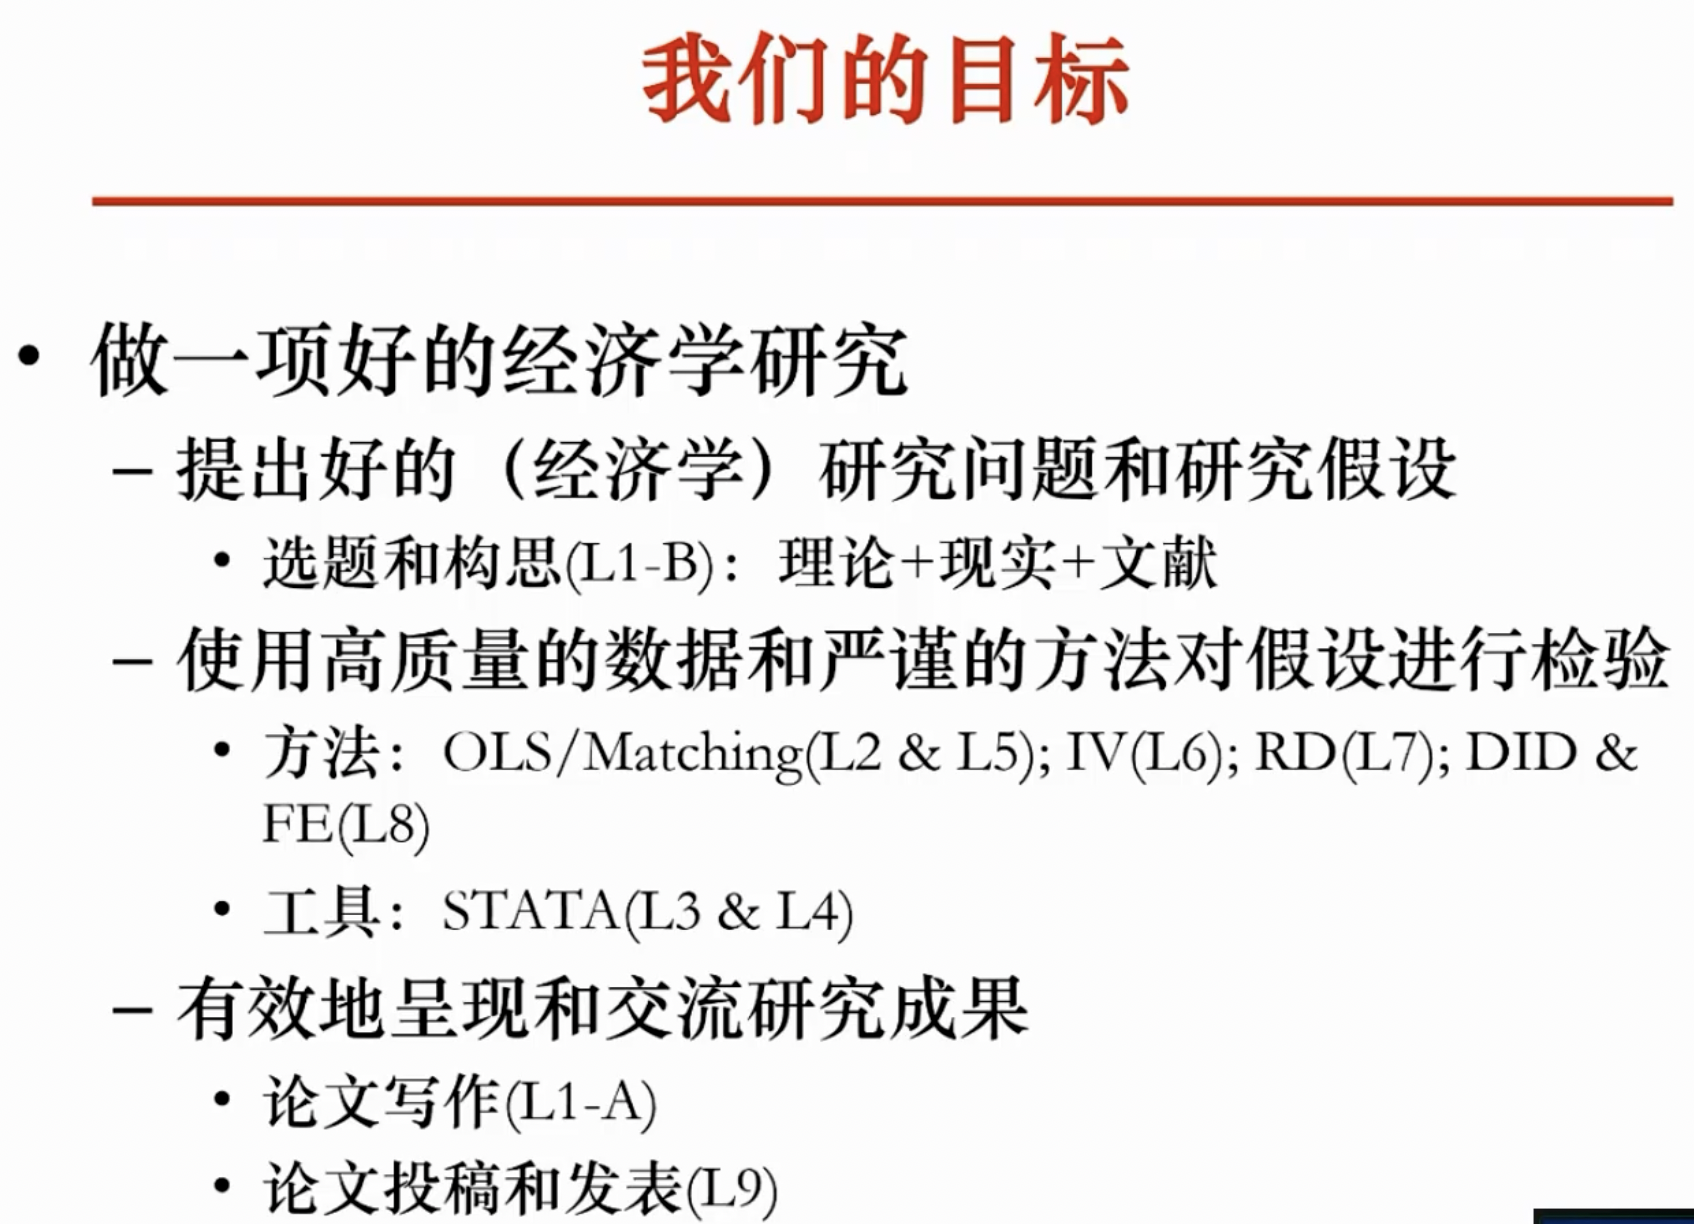 我们的目标
• 做一项好的经济学研究
– 提出好的（经济学）研究问题和研究假设
• 选题和构思(L1-B)：理论+现实+文献
– 使用高质量的数据和严谨的方法对假设进行检验
• 方法：OLS/Matching(L2 & L5); IV(L6); RD(L7); DID &
FE(L8)
• 工具：STATA(L3 & L4)
– 有效地呈现和交流研究成果
• 论文写作(L1-A)
• 论文投稿和发表(L9)